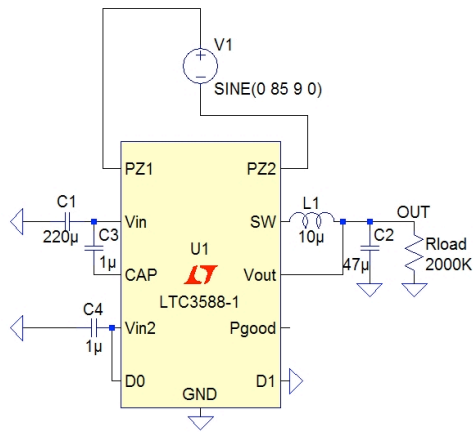 V1
+
−
SINE(0 85 9 0)
PZ1
PZ2
C1
220µ
Vin
C3
1µ
CAP
U1
LTC3588-1
SW
L1
10µ
OUT
C2
47µ
Rload
2000K
Vout
C4
1µ
Vin2
Pgood
D0
D1
GND